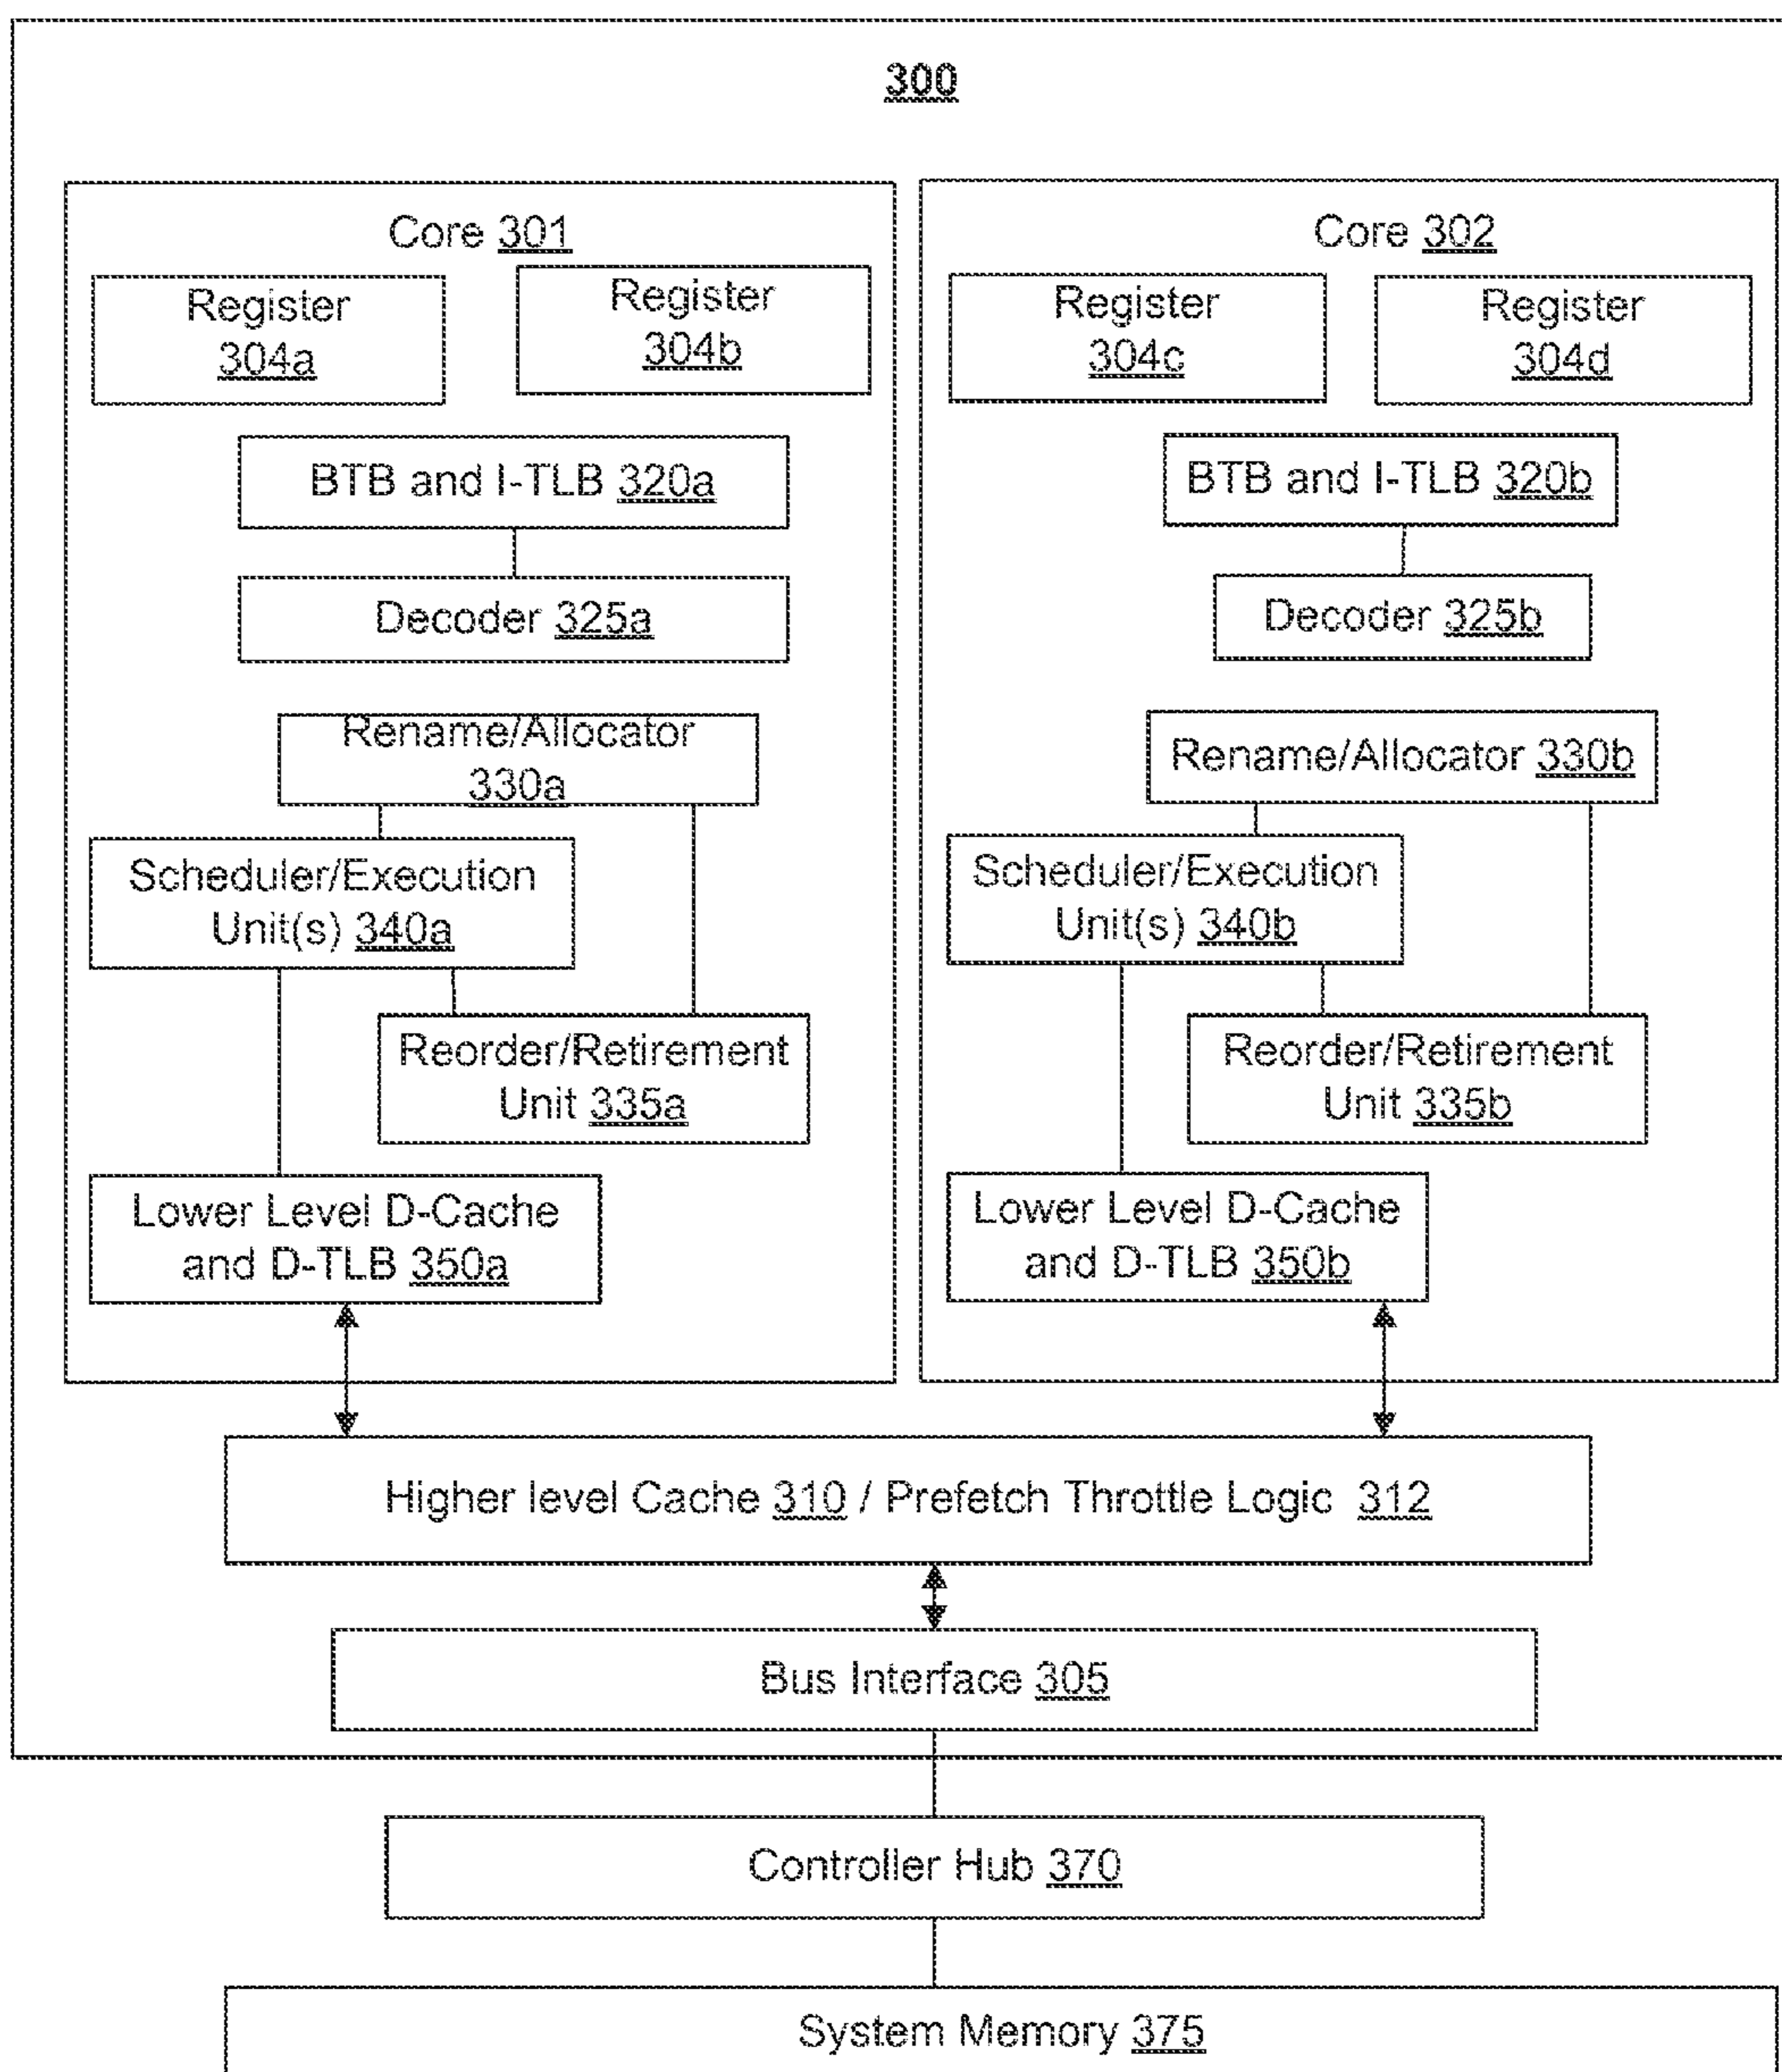 300
Core 301
Register
304a
Register
304b
BTB and I-TLB 320a
Decoder 325a
Rename/Allocator
330a
Scheduler/Execution
Unit(s) 340a
Reorder/Retirement
Unit 335a
Lower Level D-Cache
and D-TLB 350a
Core 302
Register
304c
Register
304d
BTB and I-TLB 320b
Decoder 325b
Rename/Allocator 330b
Scheduler/Execution
Unit(s) 340b
Reorder/Retirement
Unit 335b
Lower Level D-Cache
and D-TLB 350b
Higher level Cache 310 / Prefetch Throttle Logic 312
Bus Interface 305
Controller Hub 370
System Memory 375